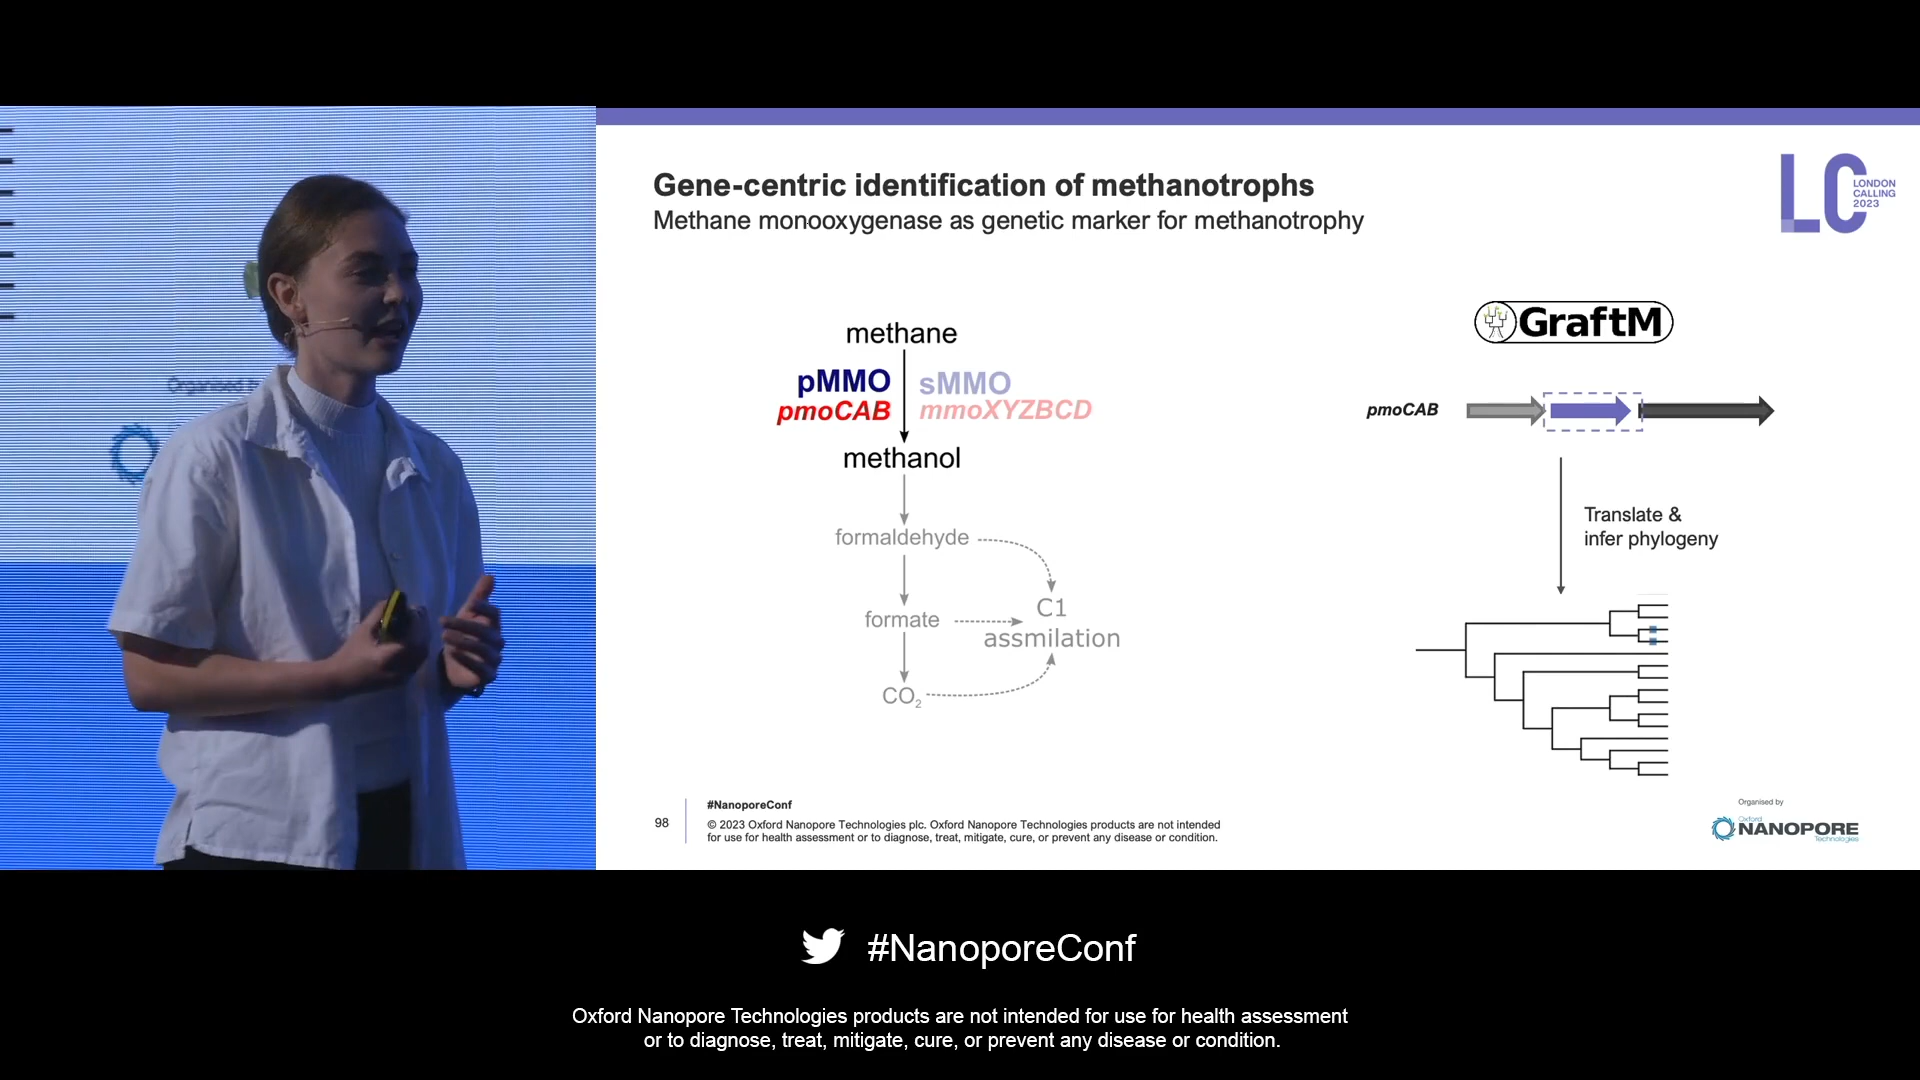 Organised b
Gene-centric identification of methanotrophs
Methane monooxygenase as genetic marker for methanotrophy
LC
LONDON
CALLING
2023
methane
pMMO
sMMO
pmoCAB
mmoXYZBCD
methanol
formaldehyde
formate
C1
assmilation
CO2
GraftM
pmoCAB
Translate &
infer phylogeny
98
#NanoporeConf
© 2023 Oxford Nanopore Technologies plc. Oxford Nanopore Technologies products are not intended
for use for health assessment or to diagnose, treat, mitigate, cure, or prevent any disease or condition.
Organised by
Oxford
NANOPORE
Technologies
#NanoporeConf
Oxford Nanopore Technologies products are not intended for use for health assessment
or to diagnose, treat, mitigate, cure, or prevent any disease or condition.